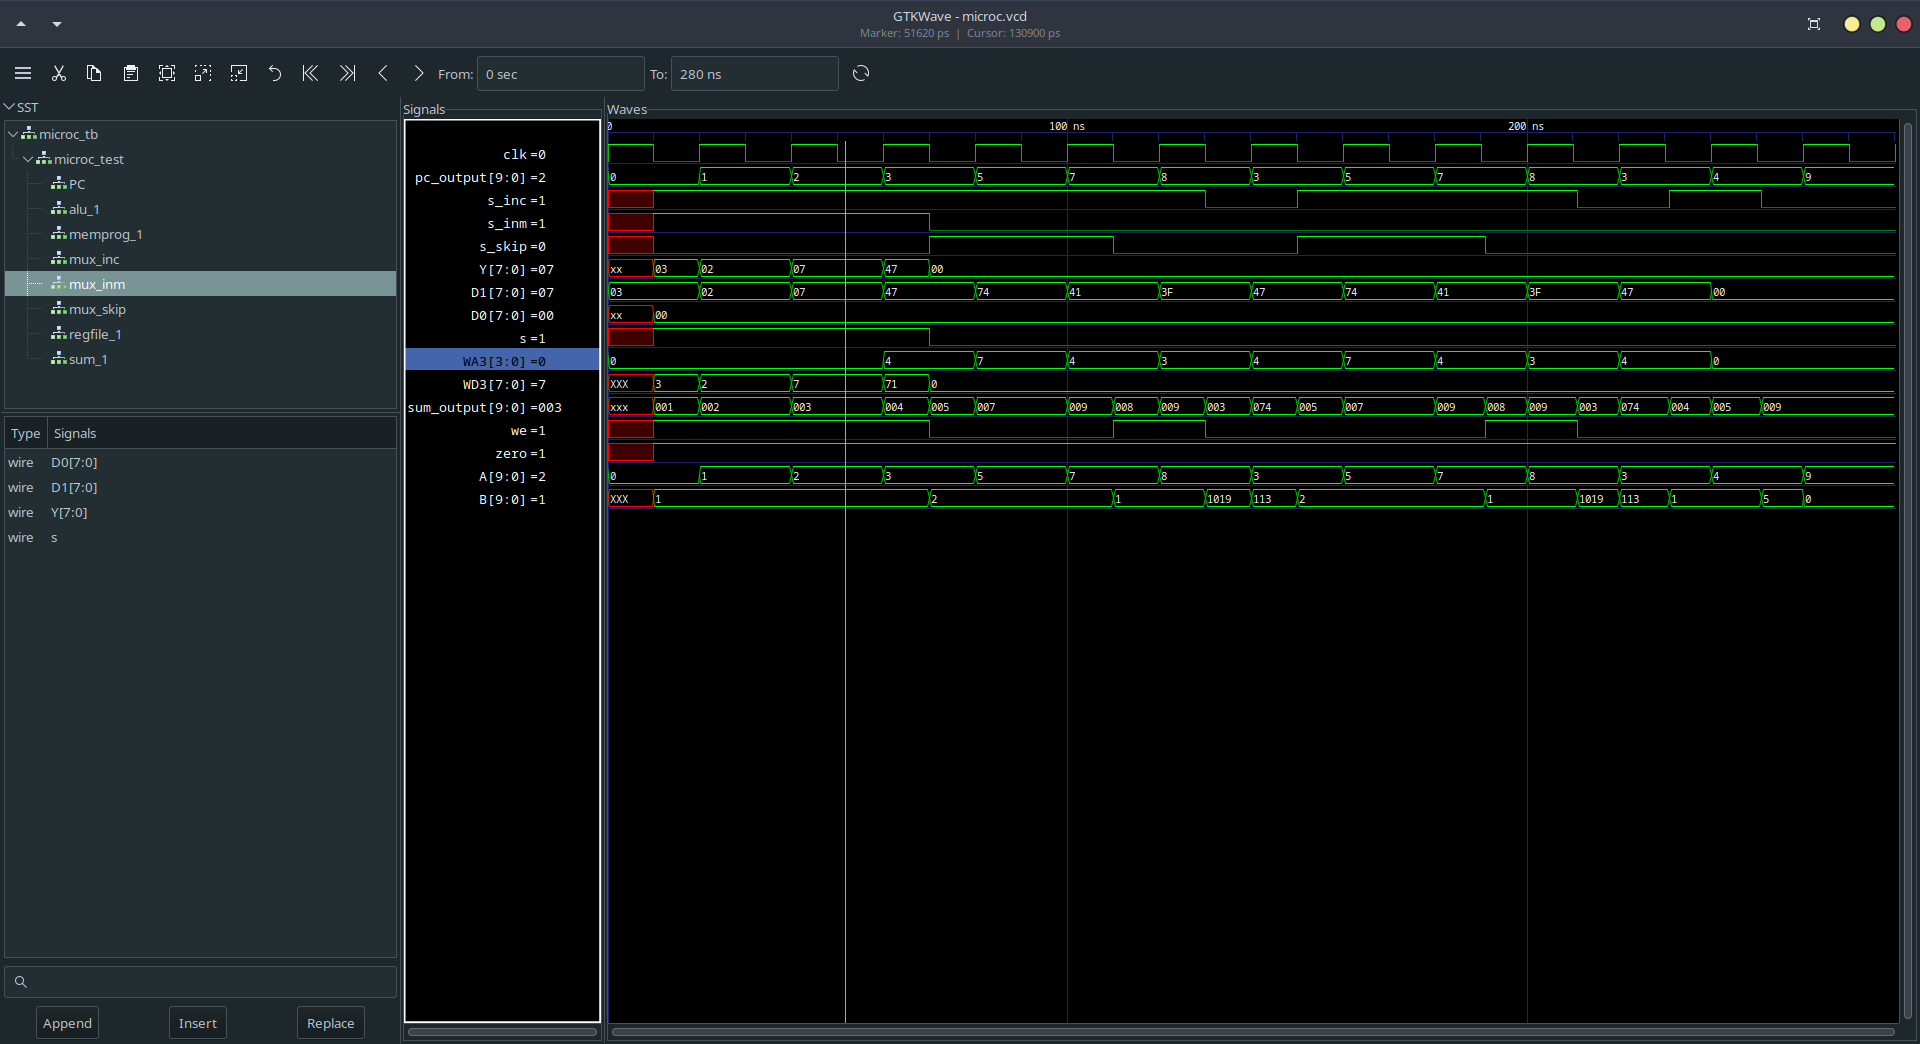 GTKWave - microc.vcd
Marker: 51620 ps | Cursor: 130900 ps
From: 0 sec To: 280 ns
SST
microc_tb
microc_test
PC
alu_1
memprog_1
mux_inc
mux_inm
mux_skip
regfile_1
sum_1
Type Signals
wire D0[7:0]
wire D1[7:0]
wire Y[7:0]
wire s
Append Insert Replace
Signals
clk=0
pc_output[9:0]=2
s_inc=1
s_inm=1
s_skip=0
Y[7:0]=07
D1[7:0]=07
D0[7:0]=00
s=1
WA3[3:0]=0
WD3[7:0]=7
sum_output[9:0]=003
we=1
zero=1
A[9:0]=2
B[9:0]=1
Waves
0 100 ns 200 ns
0 1 2 3 5 7 8 3 5 7 8 3 4 9
xx 03 02 07 47 00
03 02 07 47 74 41 3F 47 74 41 3F 47 00
xx 00
0 4 7 4 3 4 7 4 3 4 0
XXX 3 2 7 71 0
xxx 001 002 003 004 005 007 009 008 009 003 074 005 007 009 008 009 003 074 004 005 009
0 1 2 3 5 7 8 3 5 7 8 3 4 9
XXX 1 2 1 1019 113 2 1 1019 113 1 5 0